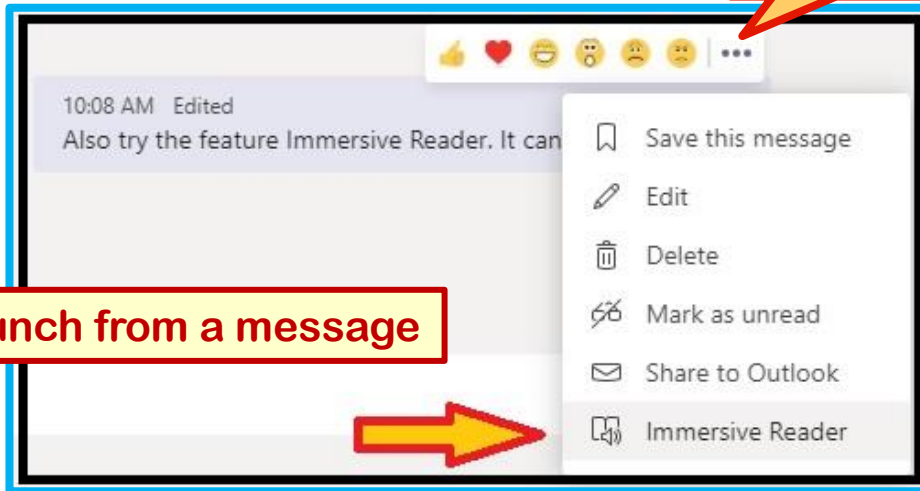 10:08 AM Edited
Also try the feature Immersive Reader. It can
Save this message
Edit
Delete
Mark as unread
Share to Outlook
Immersive Reader
from a message